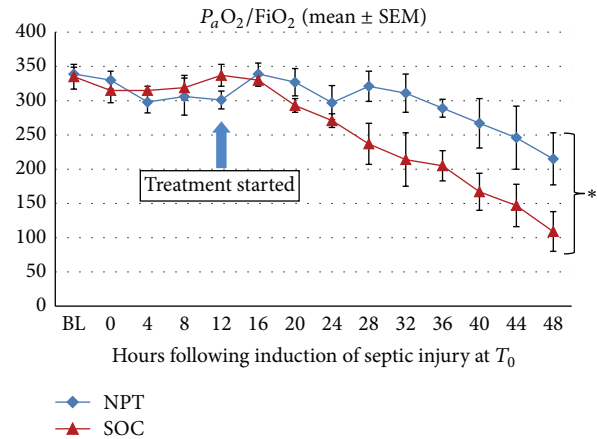 PₐO₂/FiO₂ (mean ± SEM)
400
350
300
250
200
150
100
50
0
Treatment started
*
BL 0 4 8 12 16 20 24 28 32 36 40 44 48
Hours following induction of septic injury at T₀
NPT
SOC